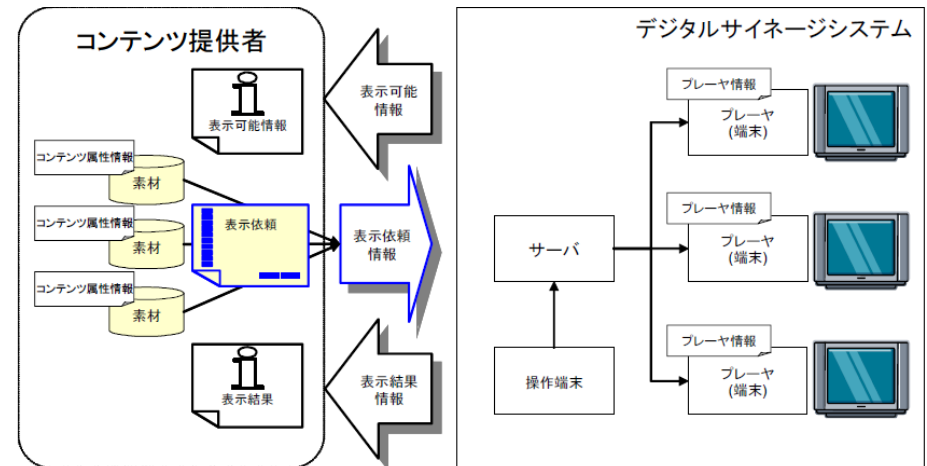 コンテンツ提供者
表示可能情報
表示可能
情報
コンテンツ属性情報
素材
コンテンツ属性情報
素材
コンテンツ属性情報
素材
表示依頼
表示依頼
情報
表示結果
表示結果
情報
デジタルサイネージシステム
サーバ
操作端末
プレーヤ情報
プレーヤ
(端末)
プレーヤ情報
プレーヤ
(端末)
プレーヤ情報
プレーヤ
(端末)